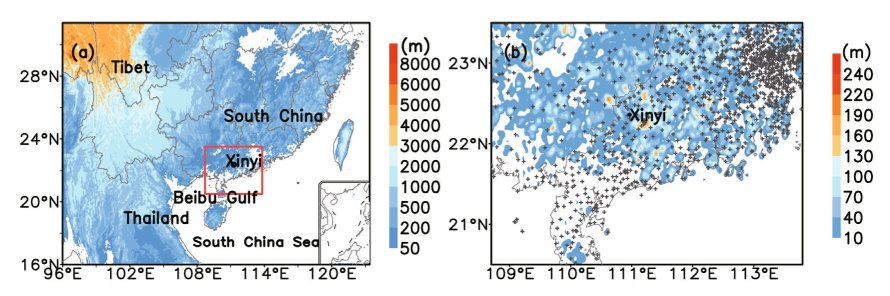 (a)
Tibet
South China
Xinyi
Beibu Gulf
Thailand
South China Sea
28°N
24°N
20°N
16°N
96°E 102°E 108°E 114°E 120°E
(m)
8000
6000
5000
4000
3000
2000
1000
500
200
50
(b)
Xinyi
23°N
22°N
21°N
109°E 110°E 111°E 112°E 113°E
(m)
240
220
190
160
130
100
70
40
10